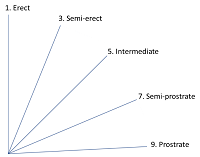 1. Erect
3. Semi-erect
5. Intermediate
7. Semi-prostrate
9. Prostrate